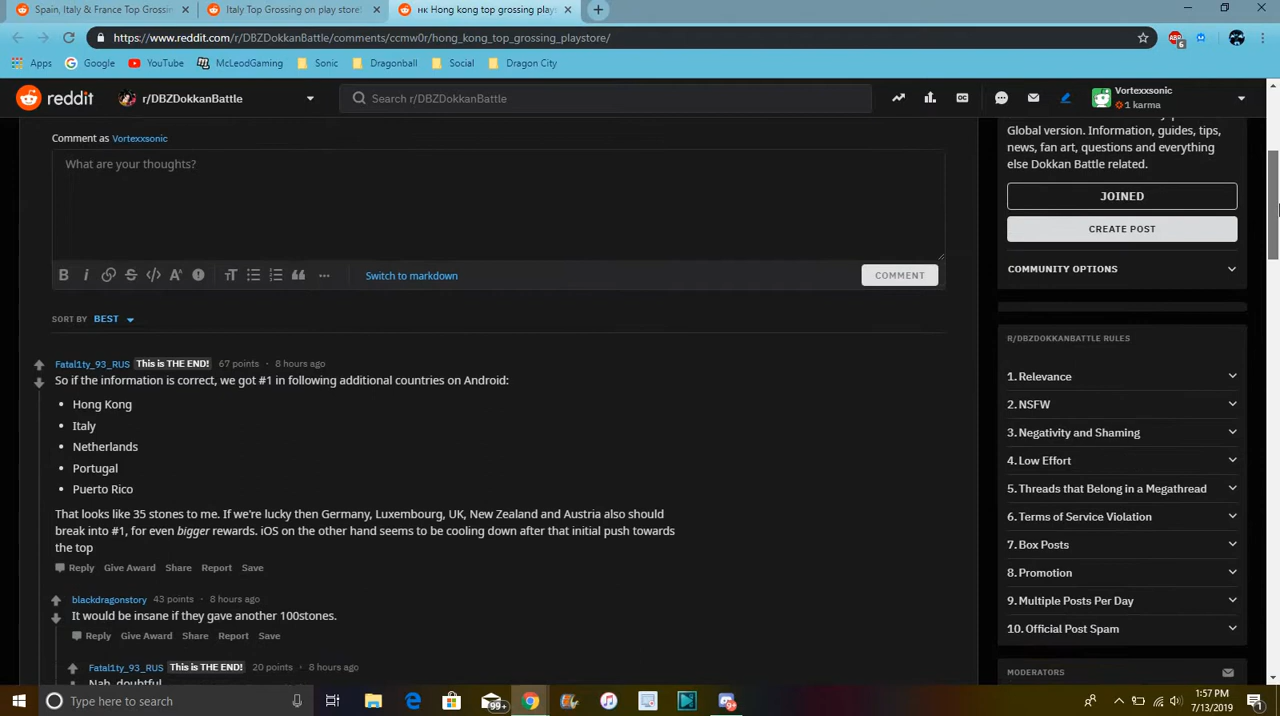 Spain, Italy & France Top Grossin
Italy Top Grossing on play store!
нк Hong kong top grossing play
https://www.reddit.com/r/DBZDokkanBattle/comments/ccmw0r/hong_kong_top_grossing_playstore/
6
Apps
Google
YouTube
McLeodGaming
Sonic
Dragonball
Social
Dragon City
reddit
r/DBZDokkanBattle
Search r/DBZDokkanBattle
Vortexxsonic
1 karma
Comment as Vortexxsonic
What are your thoughts?
Switch to markdown
COMMENT
SORT BY BEST
Fatal1ty_93_RUS This is THE END! 67 points · 8 hours ago
So if the information is correct, we got #1 in following additional countries on Android:
• Hong Kong
• Italy
• Netherlands
• Portugal
• Puerto Rico
That looks like 35 stones to me. If we're lucky then Germany, Luxembourg, UK, New Zealand and Austria also should
break into #1, for even bigger rewards. iOS on the other hand seems to be cooling down after that initial push towards
the top
Reply Give Award Share Report Save
blackdragonstory 43 points · 8 hours ago
It would be insane if they gave another 100stones.
Reply Give Award Share Report Save
Fatal1ty_93_RUS This is THE END! 20 points · 8 hours ago
Nah, doubtful
Global version. Information, guides, tips,
news, fan art, questions and everything
else Dokkan Battle related.
JOINED
CREATE POST
COMMUNITY OPTIONS
R/DBZDOKKANBATTLE RULES
1. Relevance
2. NSFW
3. Negativity and Shaming
4. Low Effort
5. Threads that Belong in a Megathread
6. Terms of Service Violation
7. Box Posts
8. Promotion
9. Multiple Posts Per Day
10. Official Post Spam
MODERATORS
Type here to search
99+
1:57 PM
7/13/2019
1